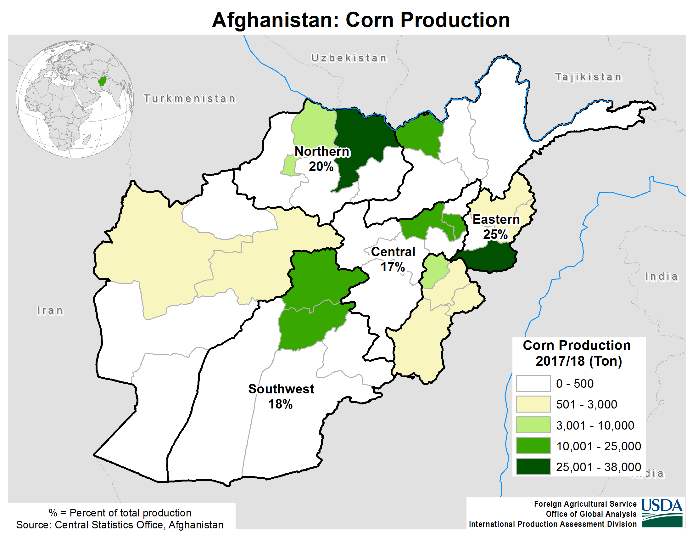 Afghanistan: Corn Production
Uzbekistan
Tajikistan
Turkmenistan
Northern
20%
Eastern
25%
Central
17%
India
Iran
Southwest
18%
Corn Production
2017/18 (Ton)
0 - 500
501 - 3,000
3,001 - 10,000
10,001 - 25,000
25,001 - 38,000
India
% = Percent of total production
Source: Central Statistics Office, Afghanistan
Foreign Agricultural Service
Office of Global Analysis
International Production Assessment Division
USDA